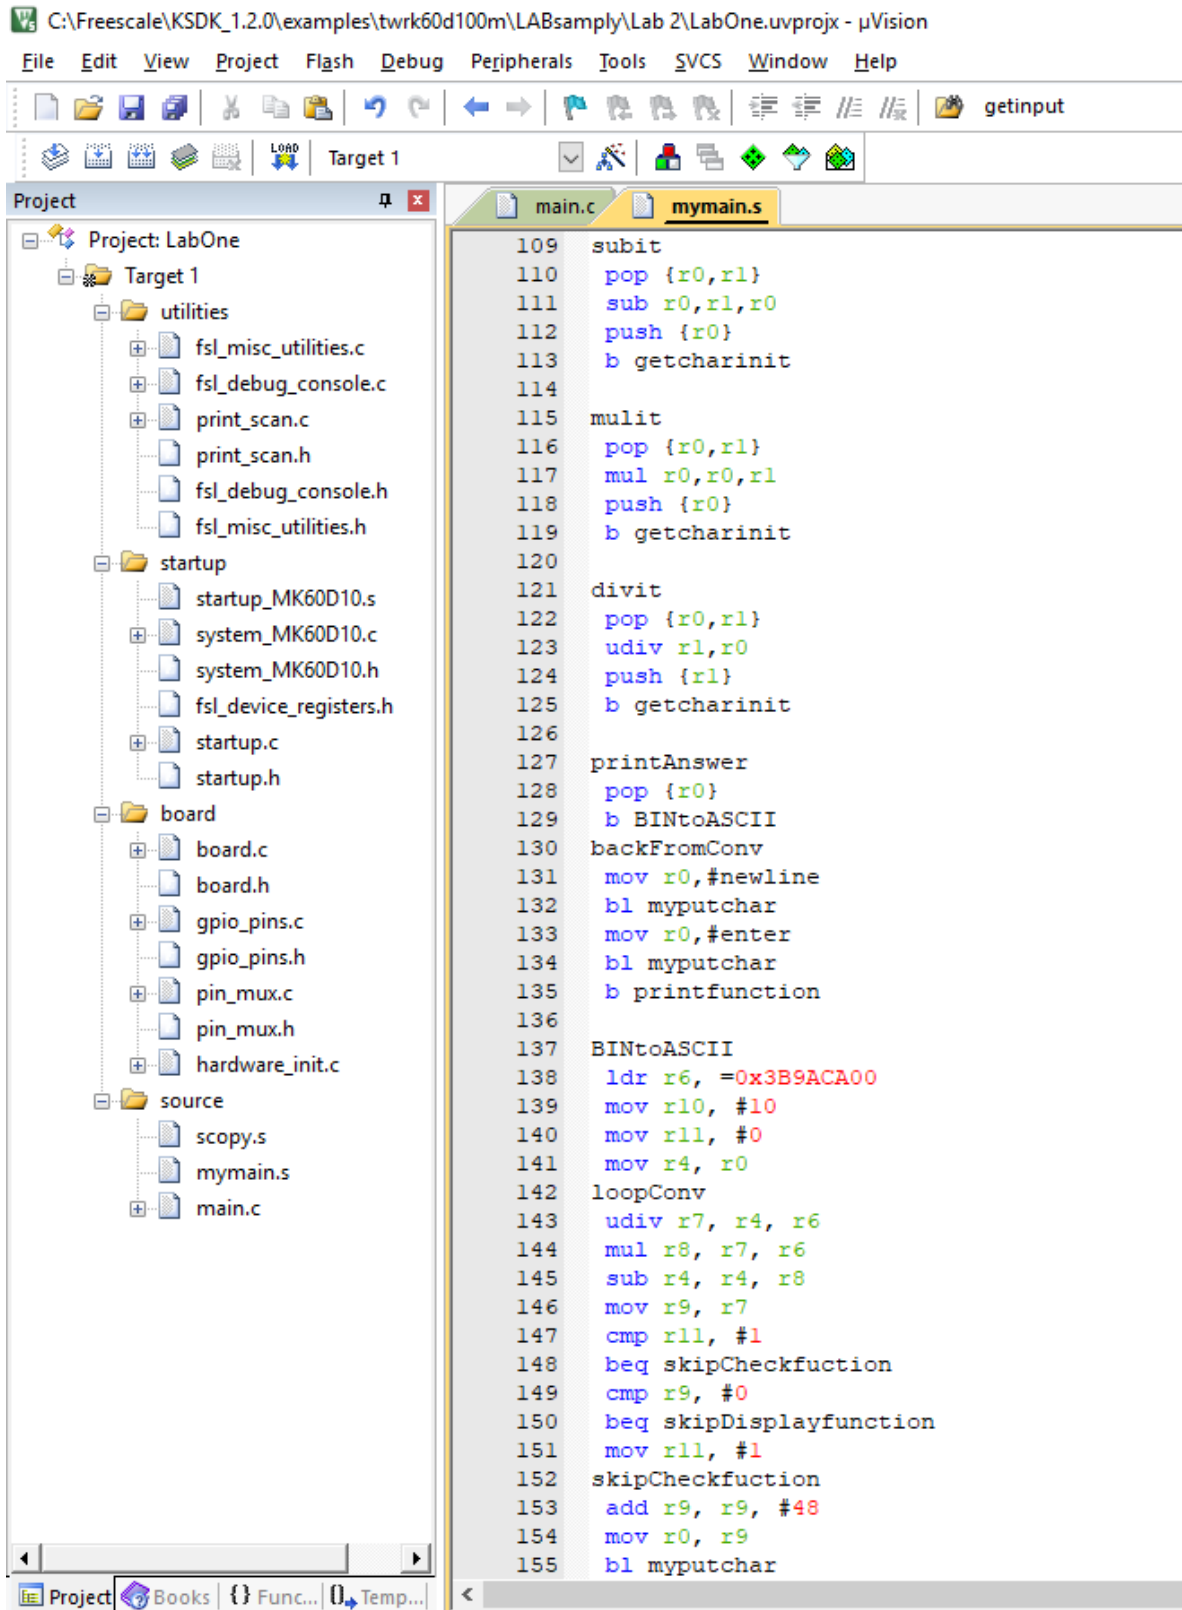 C:\Freescale\KSDK_1.2.0\examples\twrk60d100m\LABsamply\Lab 2\LabOne.uvprojx - µVision
File Edit View Project Flash Debug Peripherals Tools SVCS Window Help
getinput
LOAD Target 1
Project
main.c mymain.s
Project: LabOne
Target 1
utilities
fsl_misc_utilities.c
fsl_debug_console.c
print_scan.c
print_scan.h
fsl_debug_console.h
fsl_misc_utilities.h
startup
startup_MK60D10.s
system_MK60D10.c
system_MK60D10.h
fsl_device_registers.h
startup.c
startup.h
board
board.c
board.h
gpio_pins.c
gpio_pins.h
pin_mux.c
pin_mux.h
hardware_init.c
source
scopy.s
mymain.s
main.c
Project Books {} Func... 0 Temp...
109 subit
110 pop {r0,r1}
111 sub r0,r1,r0
112 push {r0}
113 b getcharinit
114
115 mulit
116 pop {r0,r1}
117 mul r0,r0,r1
118 push {r0}
119 b getcharinit
120
121 divit
122 pop {r0,r1}
123 udiv r1,r0
124 push {r1}
125 b getcharinit
126
127 printAnswer
128 pop {r0}
129 b BINtoASCII
130 backFromConv
131 mov r0,#newline
132 bl myputchar
133 mov r0,#enter
134 bl myputchar
135 b printfunction
136
137 BINtoASCII
138 ldr r6, =0x3B9ACA00
139 mov r10, #10
140 mov r11, #0
141 mov r4, r0
142 loopConv
143 udiv r7, r4, r6
144 mul r8, r7, r6
145 sub r4, r4, r8
146 mov r9, r7
147 cmp r11, #1
148 beq skipCheckfuction
149 cmp r9, #0
150 beq skipDisplayfunction
151 mov r11, #1
152 skipCheckfuction
153 add r9, r9, #48
154 mov r0, r9
155 bl myputchar